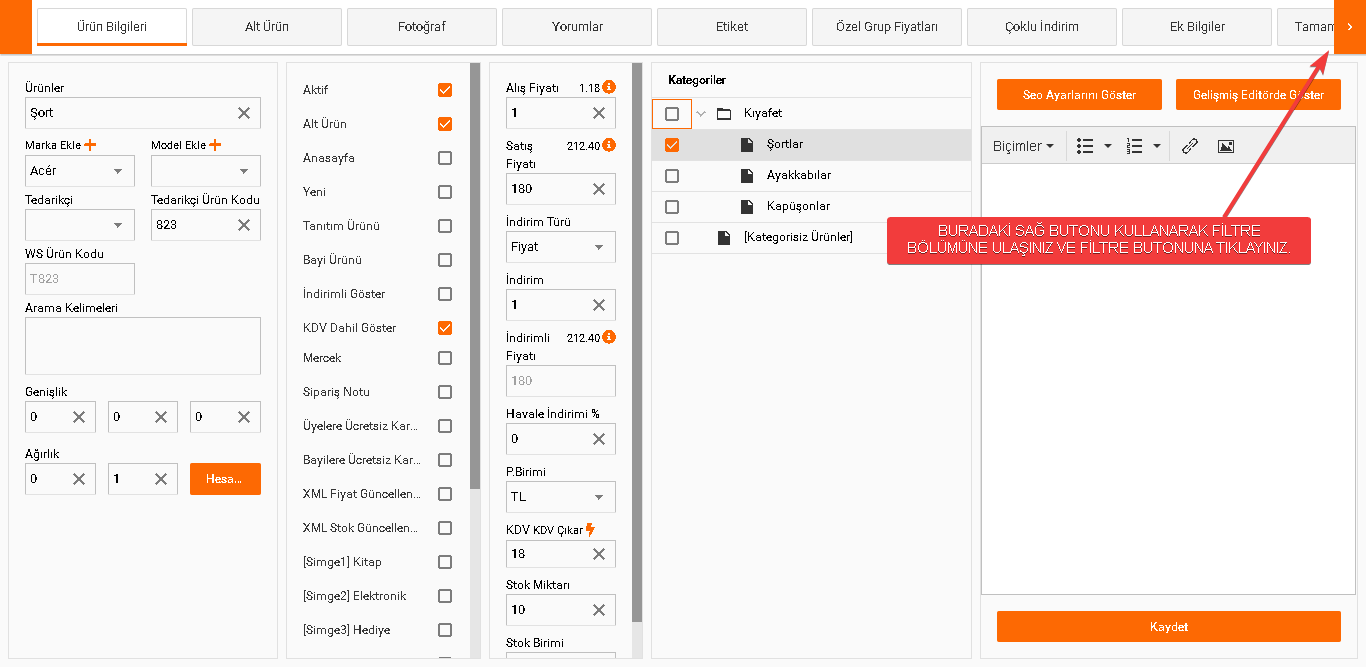 Ürün Bilgileri
Alt Ürün
Fotoğraf
Yorumlar
Etiket
Özel Grup Fiyatları
Çoklu İndirim
Ek Bilgiler
Ürünler
Şort
Marka Ekle
Model Ekle
Acér
Tedarikçi
Tedarikçi Ürün Kodu
823
WS Ürün Kodu
T823
Arama Kelimeleri
Genişlik
0 0 0
Ağırlık
0 1 Hesa...
Aktif
Alt Ürün
Anasayfa
Yeni
Tanıtım Ürünü
Bayi Ürünü
İndirimli Göster
KDV Dahil Göster
Mercek
Sipariş Notu
Üyelere Ücretsiz Kar...
Bayilere Ücretsiz Kar...
XML Fiyat Güncellen...
XML Stok Güncellen...
[Simge1] Kitap
[Simge2] Elektronik
[Simge3] Hediye
Alış Fiyatı 1.18
1
Satış 212.40
Fiyatı
180
İndirim Türü
Fiyat
İndirim
1
İndirimli 212.40
Fiyatı
180
Havale İndirimi %
0
P.Birimi
TL
KDV KDV Çıkar
18
Stok Miktarı
10
Stok Birimi
Kategoriler
Kıyafet
Şortlar
Ayakkabılar
Kapüşonlar
[Kategorisiz Ürünler]
Seo Ayarlarını Göster
Gelişmiş Editörde Göster
Biçimler
BURADAKİ SAĞ BUTONU KULLANARAK FİLTRE
BÖLÜMÜNE ULAŞINIZ VE FİLTRE BUTONUNA TIKLAYINIZ.
Kaydet